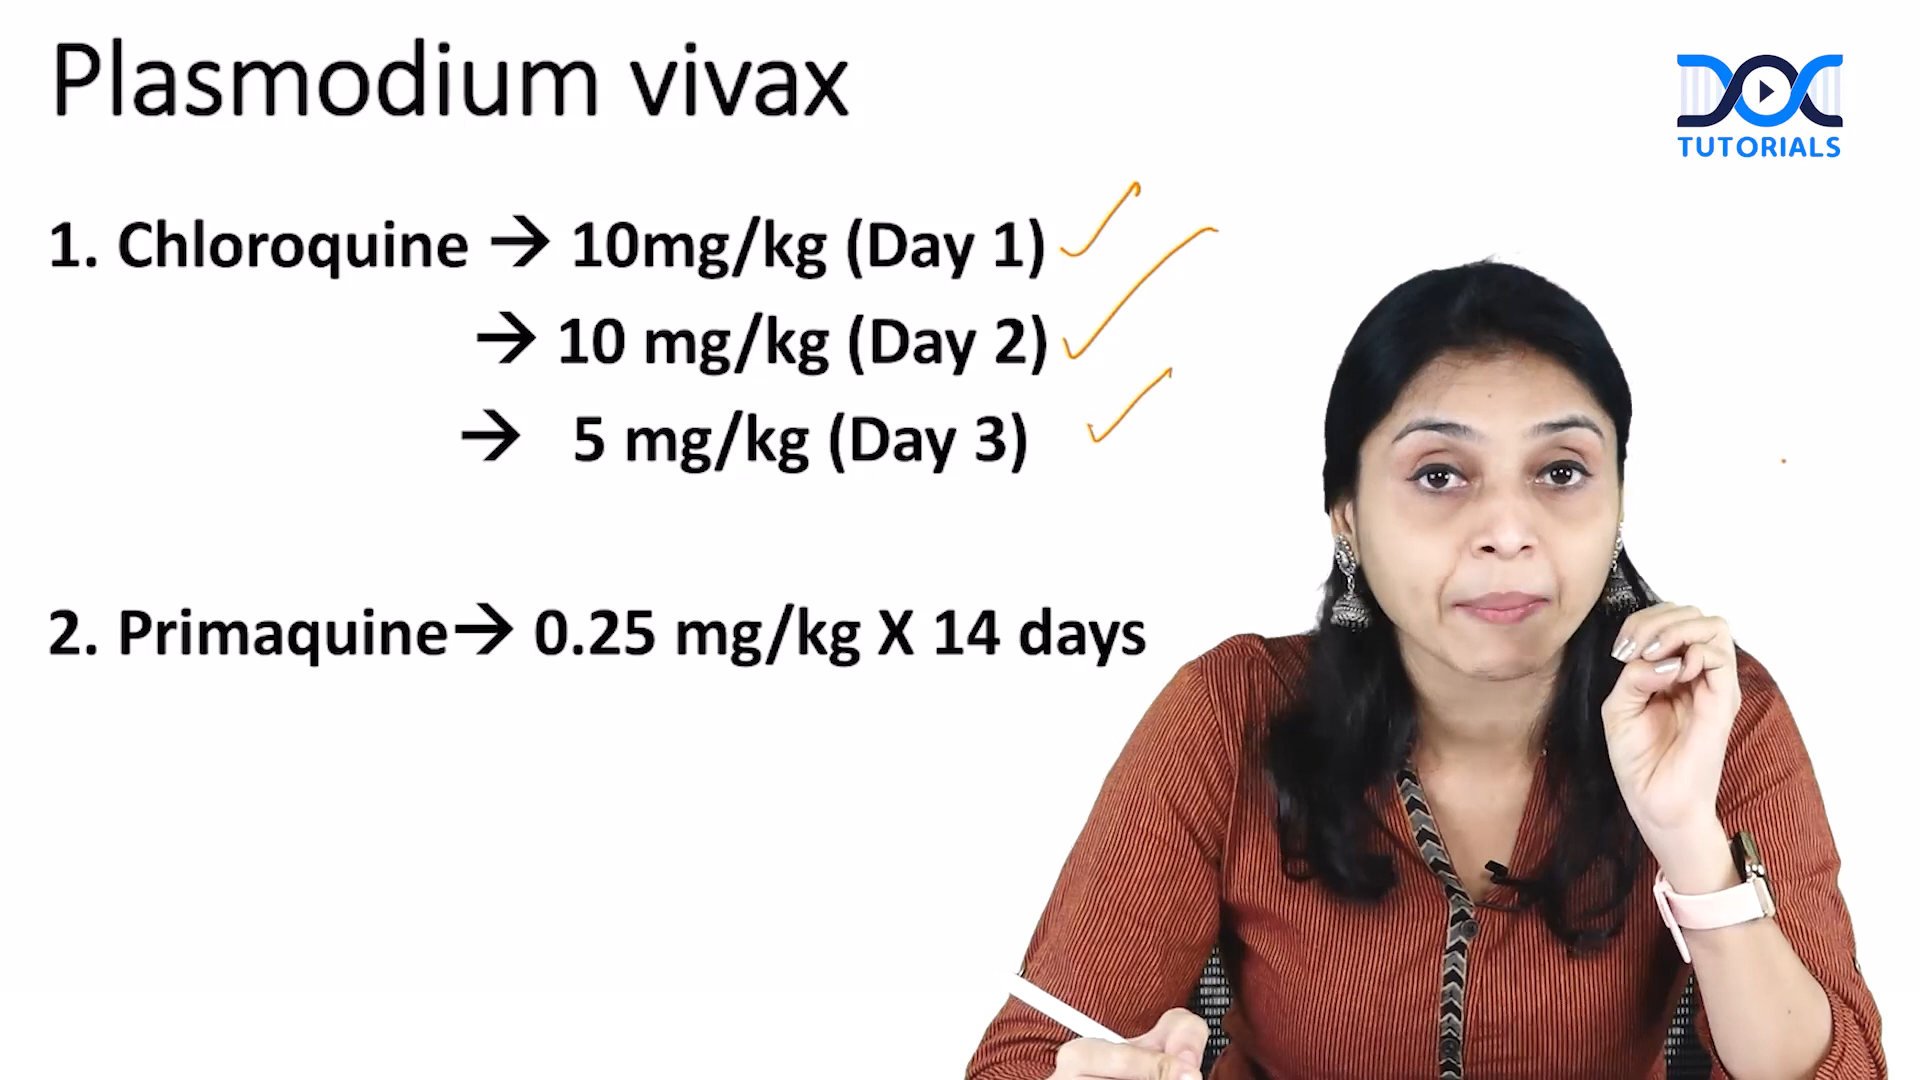 Plasmodium vivax
DOC
TUTORIALS
1. Chloroquine → 10mg/kg (Day 1)
→ 10 mg/kg (Day 2)
→ 5 mg/kg (Day 3)
2. Primaquine→ 0.25 mg/kg X 14 days